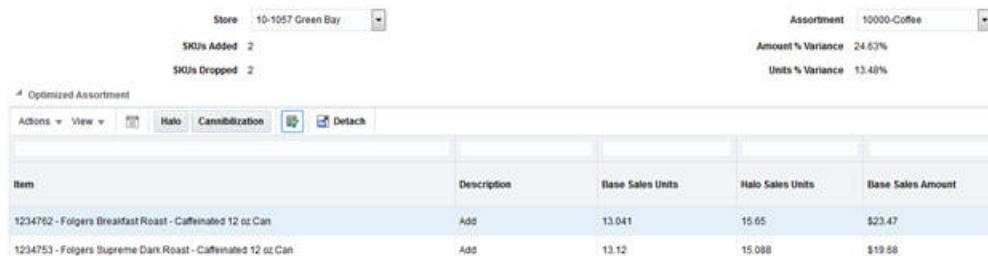 Store 10-1057 Green Bay Assortment 10000-Coffee
SKUs Added 2 Amount % Variance 24.63%
SKUs Dropped 2 Units % Variance 13.48%
Optimized Assortment
Actions View Halo Cannibilization Detach
Item Description Base Sales Units Halo Sales Units Base Sales Amount
1234762 - Folgers Breakfast Roast - Caffeinated 12 oz Can Add 13.041 15.65 $23.47
1234753 - Folgers Supreme Dark Roast - Caffeinated 12 oz Can Add 13.12 15.088 $19.68